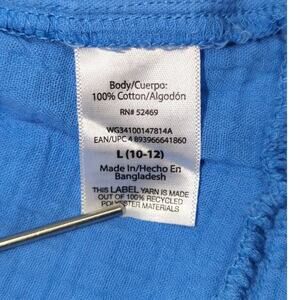 Body/Cuerpo:
100% Cotton/Algodón
RN# 52469
WG34100147814A
EAN/UPC 4 893966641860
L (10-12)
Made In/Hecho En
Bangladesh
THIS LABEL YARN IS MADE
OUT OF 100% RECYCLED
POLYESTER MATERIALS